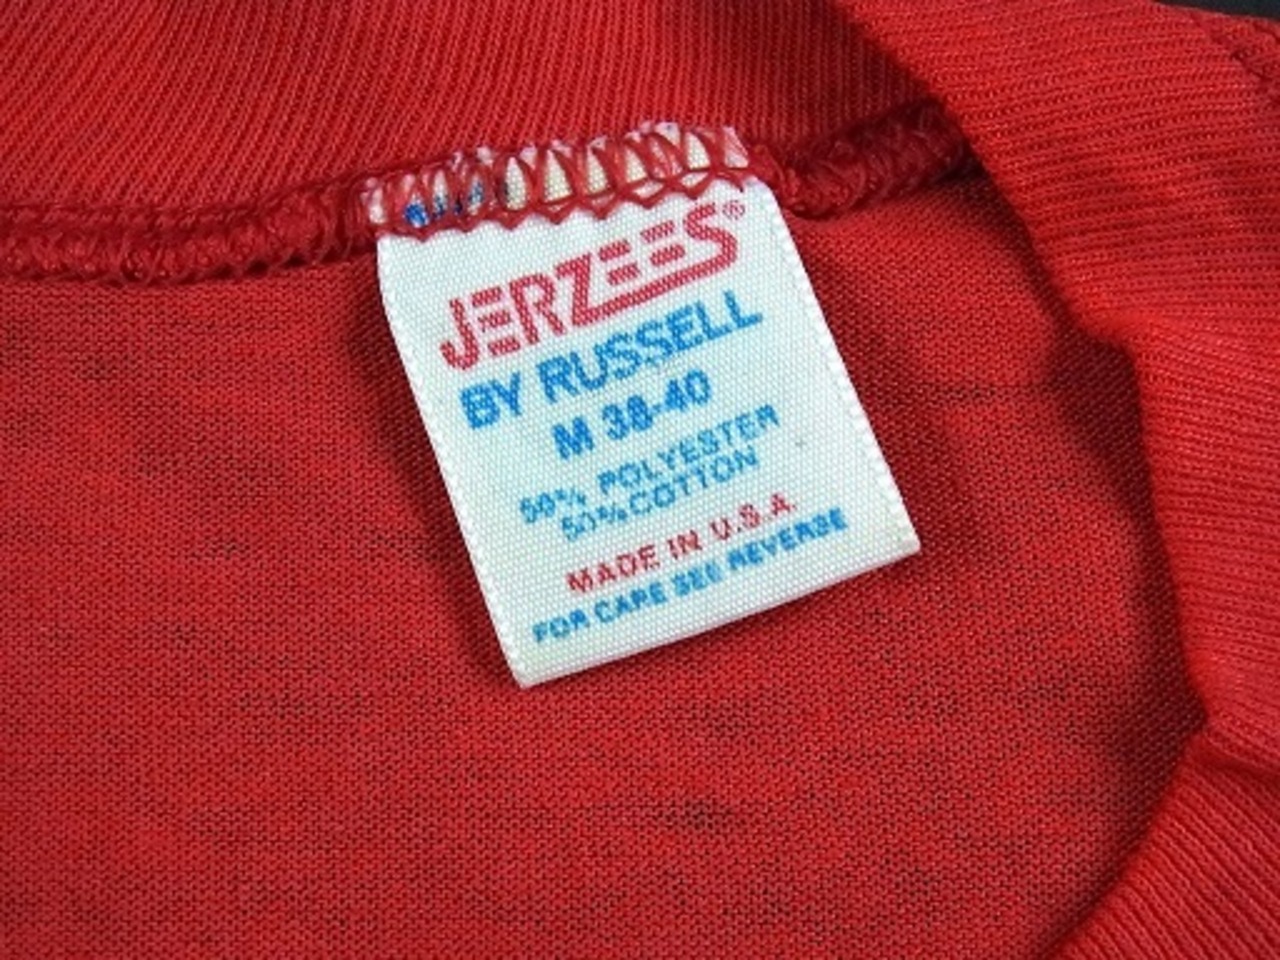 JERZEES®
BY RUSSELL
M 38-40
50% POLYESTER
50% COTTON
MADE IN U.S.A.
FOR CARE SEE REVERSE